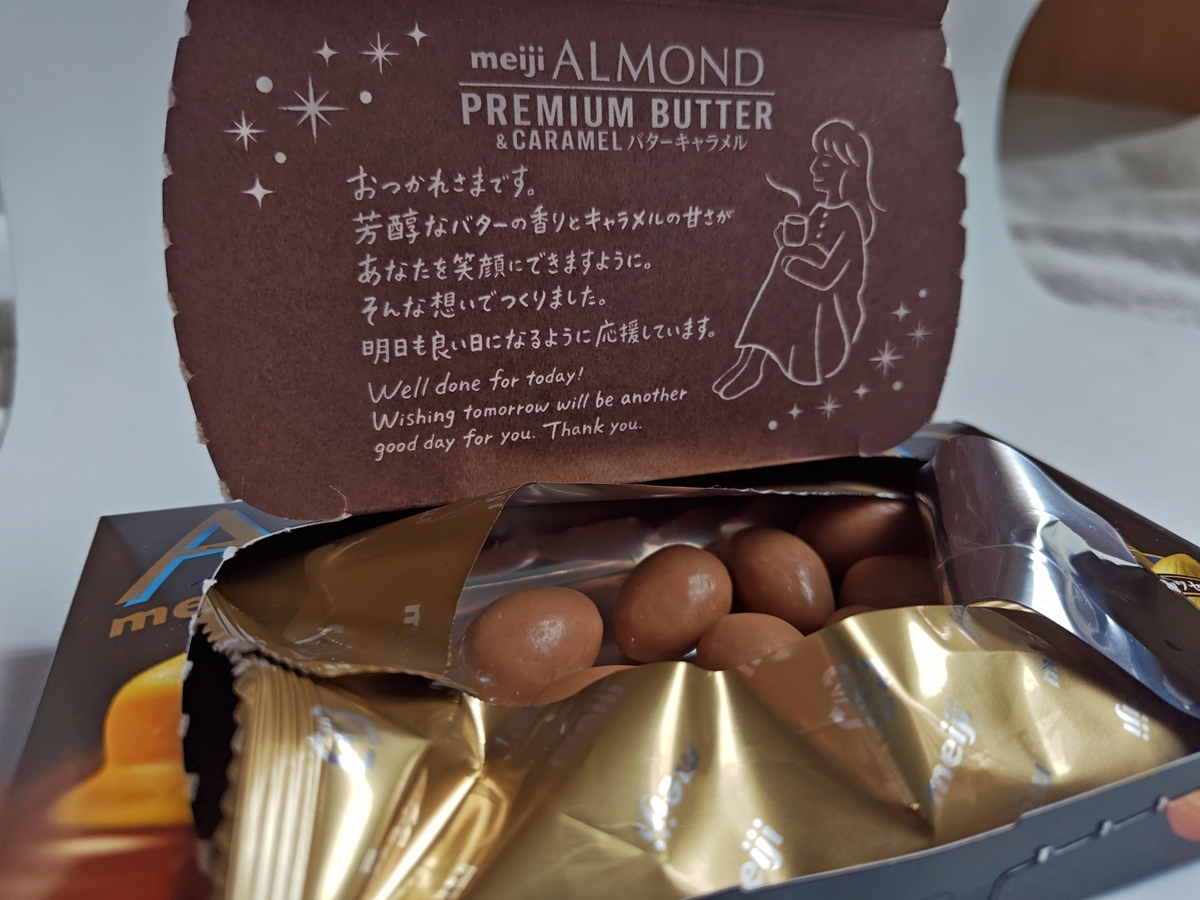 meiji ALMOND
PREMIUM BUTTER
& CARAMEL バターキャラメル
おつかれさまです。
芳醇なバターの香りとキャラメルの甘さが
あなたを笑顔にできますように。
そんな想いでつくりました。
明日も良い日になるように応援しています。
Well done for today!
Wishing tomorrow will be another
good day for you. Thank you.
A
me
meiji
meiji